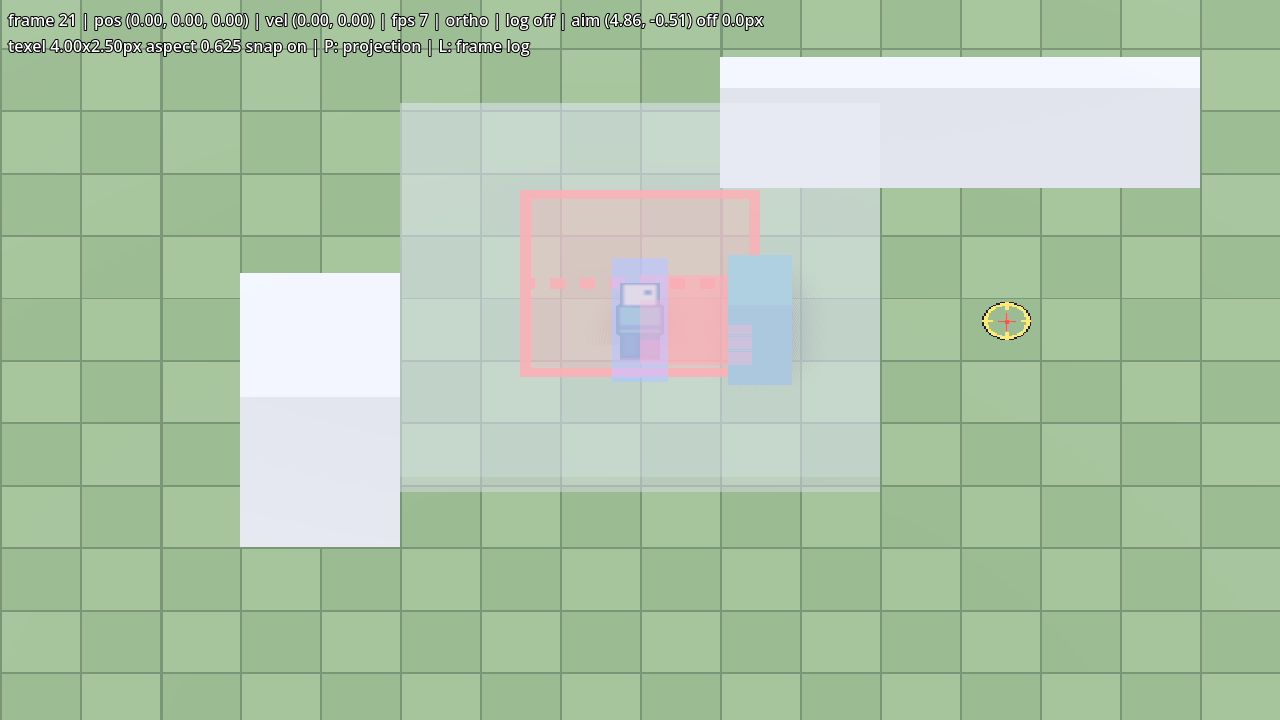 frame 21 | pos (0.00, 0.00, 0.00) | vel (0.00, 0.00) | fps 7 | ortho | log off | aim (4.86, -0.51) off 0.0px
texel 4.00x2.50px aspect 0.625 snap on | P: projection | L: frame log